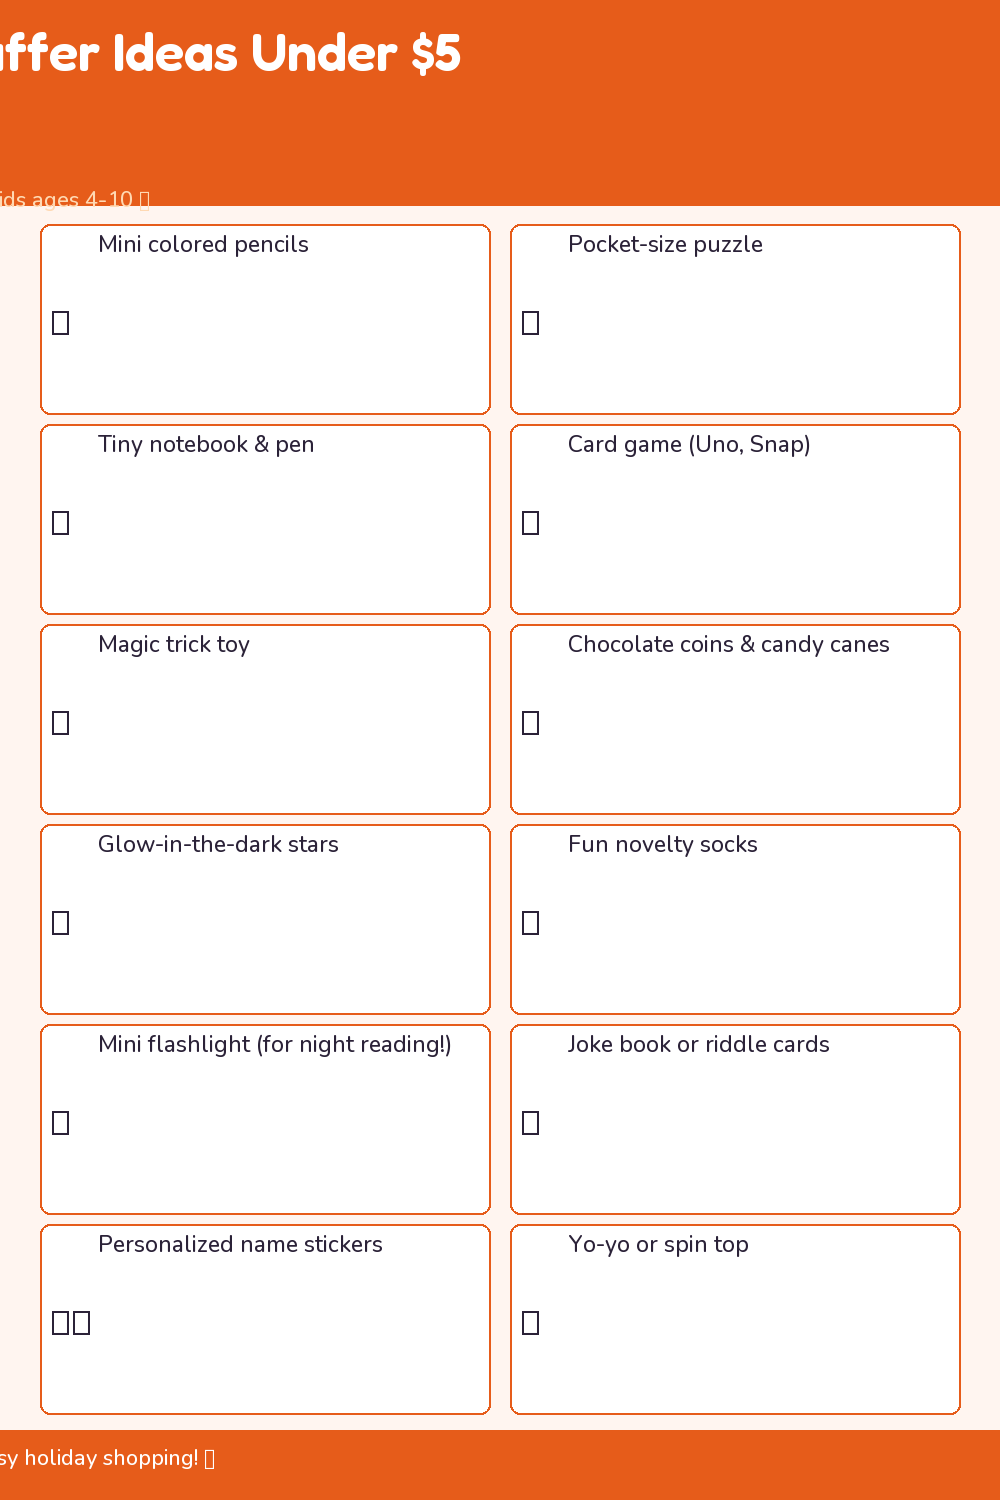 uffer Ideas Under $5
ids ages 4-10
Mini colored pencils
Pocket-size puzzle
Tiny notebook & pen
Card game (Uno, Snap)
Magic trick toy
Chocolate coins & candy canes
Glow-in-the-dark stars
Fun novelty socks
Mini flashlight (for night reading!)
Joke book or riddle cards
Personalized name stickers
Yo-yo or spin top
sy holiday shopping!